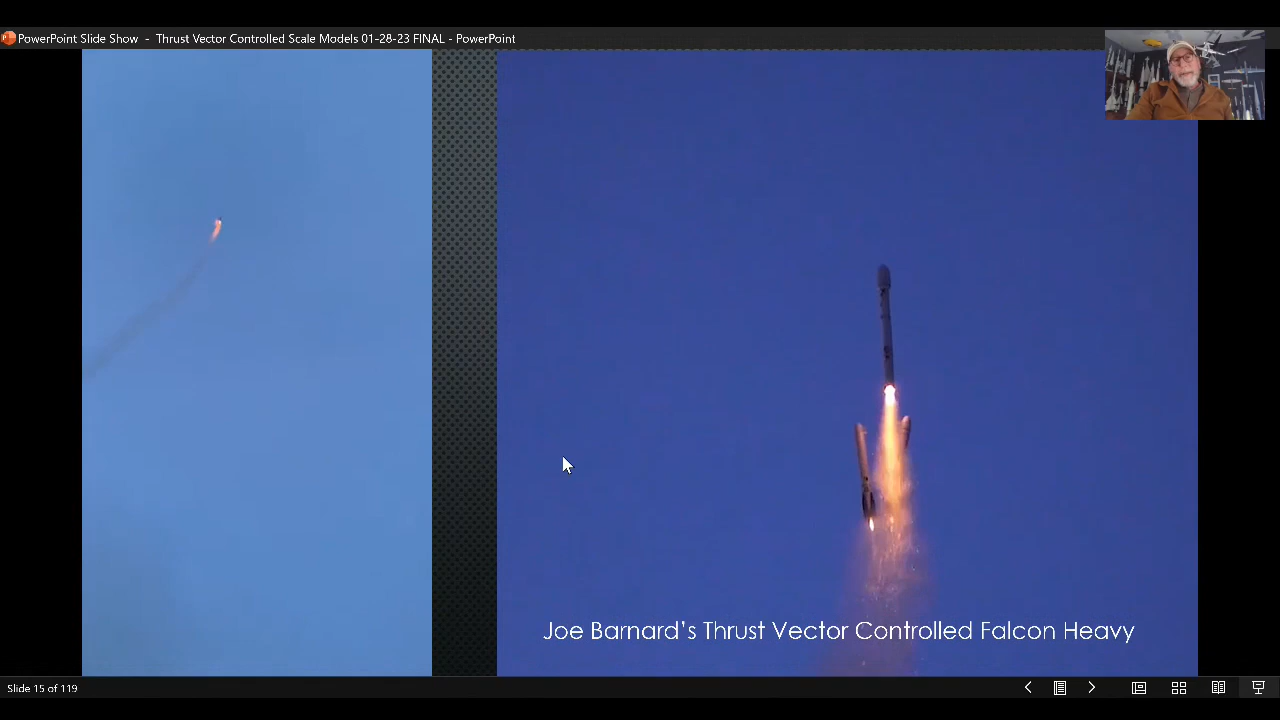 PowerPoint Slide Show - Thrust Vector Controlled Scale Models 01-28-23 FINAL - PowerPoint
Joe Barnard's Thrust Vector Controlled Falcon Heavy
Slide 15 of 119